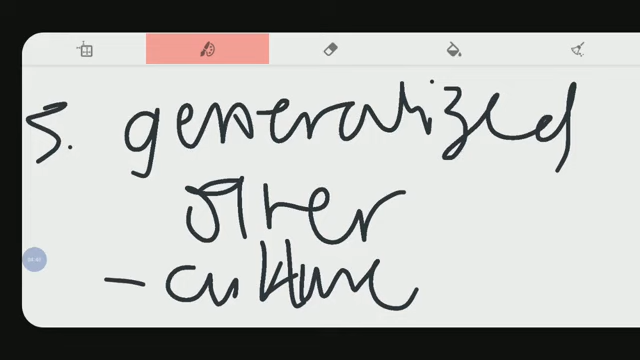 5. generalized
other
- culture